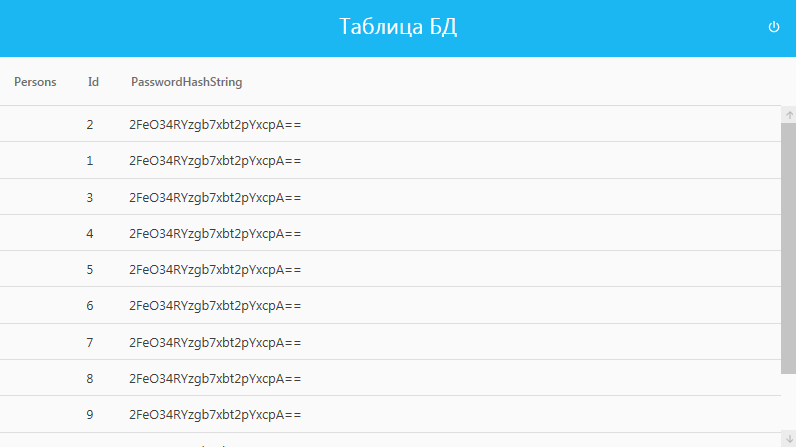 Таблица БД
Persons Id PasswordHashString
2 2FeO34RYzgb7xbt2pYxcpA==
1 2FeO34RYzgb7xbt2pYxcpA==
3 2FeO34RYzgb7xbt2pYxcpA==
4 2FeO34RYzgb7xbt2pYxcpA==
5 2FeO34RYzgb7xbt2pYxcpA==
6 2FeO34RYzgb7xbt2pYxcpA==
7 2FeO34RYzgb7xbt2pYxcpA==
8 2FeO34RYzgb7xbt2pYxcpA==
9 2FeO34RYzgb7xbt2pYxcpA==